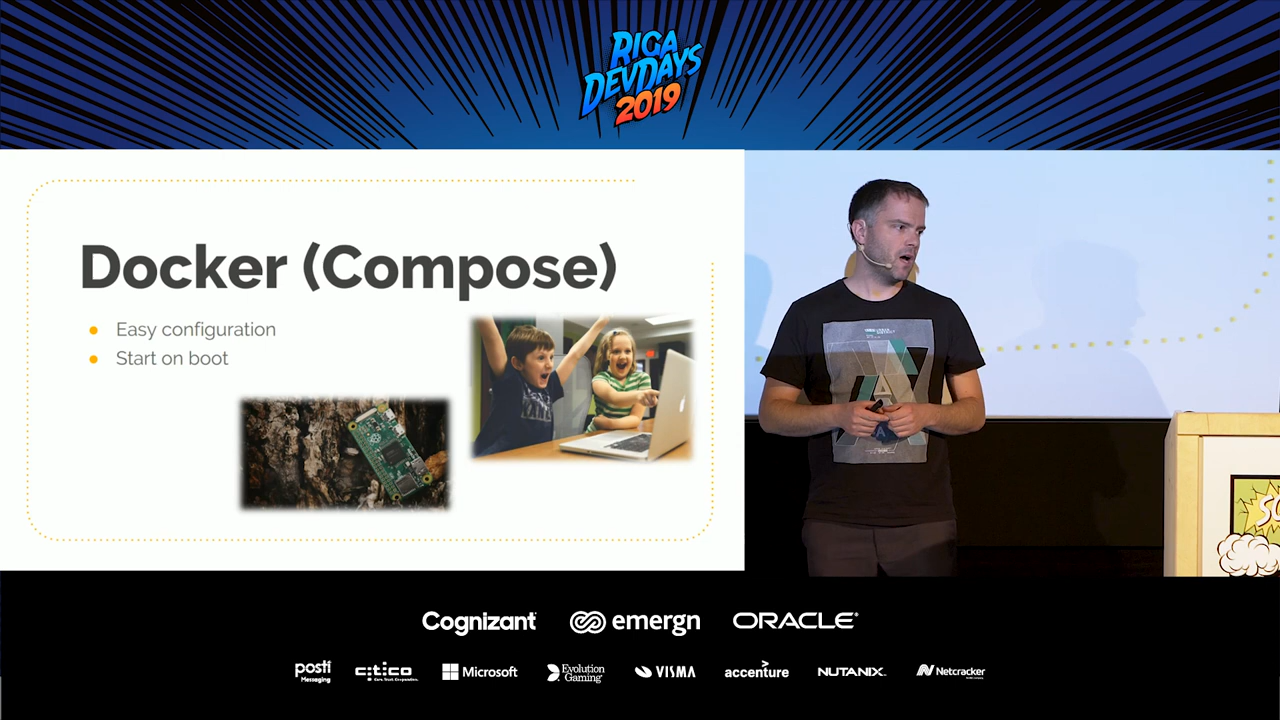 RIGA
DEVDAYS
2019
Docker (Compose)
Easy configuration
Start on boot
A
Cognizant
emergn
ORACLE
posti
Messaging
citico
Microsoft
Evolution
Gaming
VISMA
accenture
NUTANIX
Netcracker